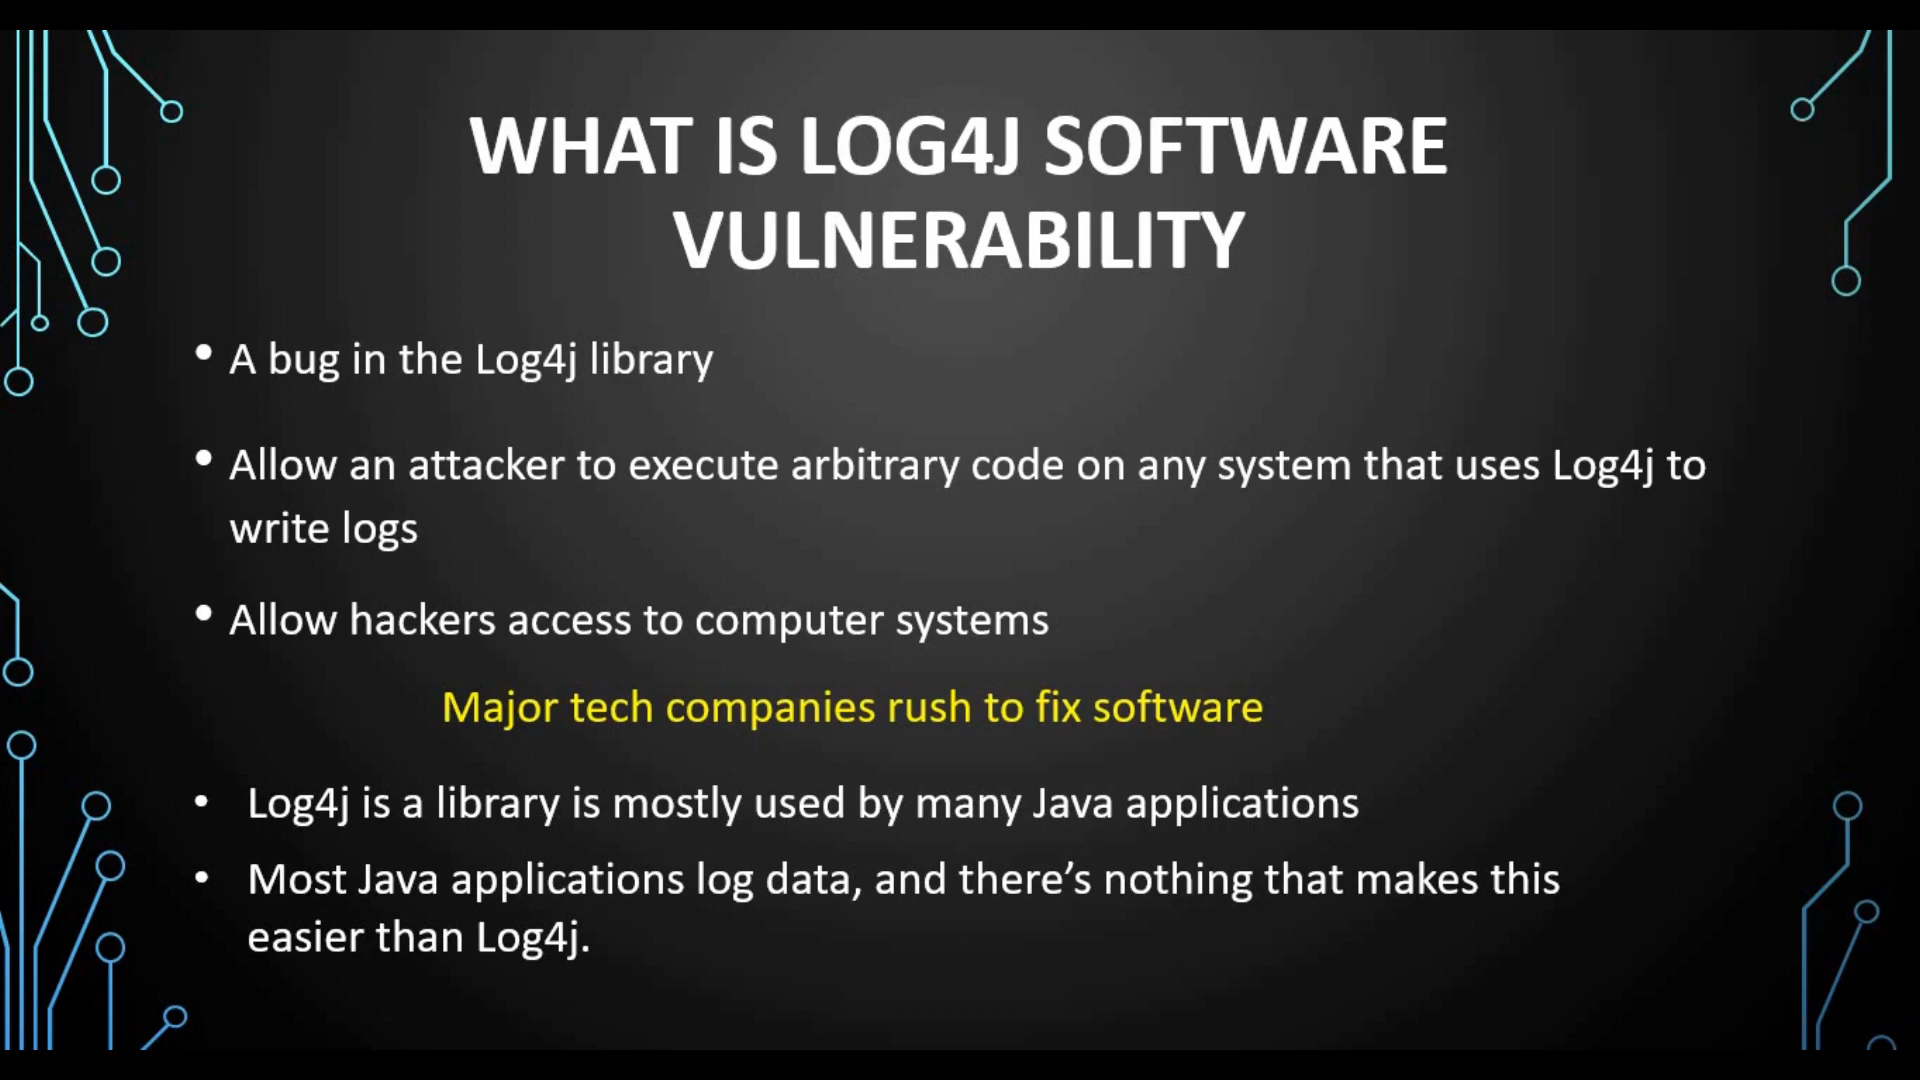 WHAT IS LOG4J SOFTWARE
VULNERABILITY
• A bug in the Log4j library
• Allow an attacker to execute arbitrary code on any system that uses Log4j to
write logs
• Allow hackers access to computer systems
Major tech companies rush to fix software
• Log4j is a library is mostly used by many Java applications
• Most Java applications log data, and there’s nothing that makes this
easier than Log4j.